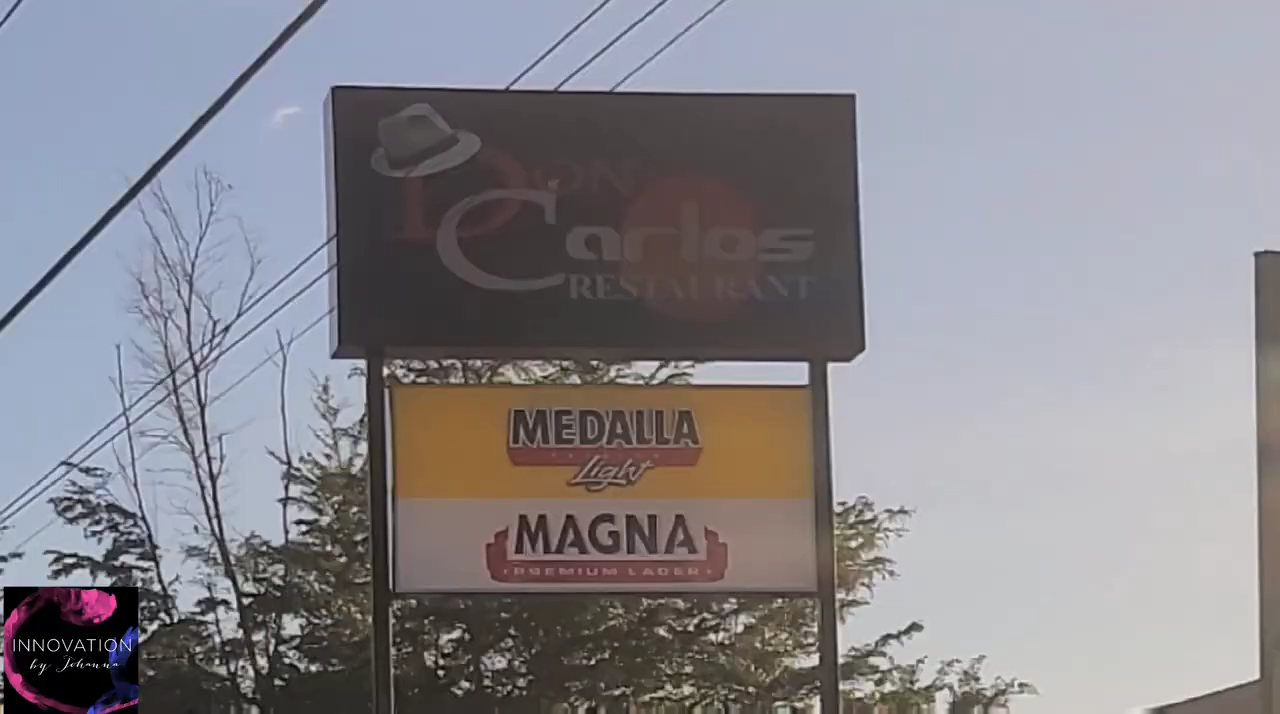 DON
Carlos
RESTAURANT
MEDALLA
Light
MAGNA
PREMIUM LAGER
INNOVATION
by Johanna